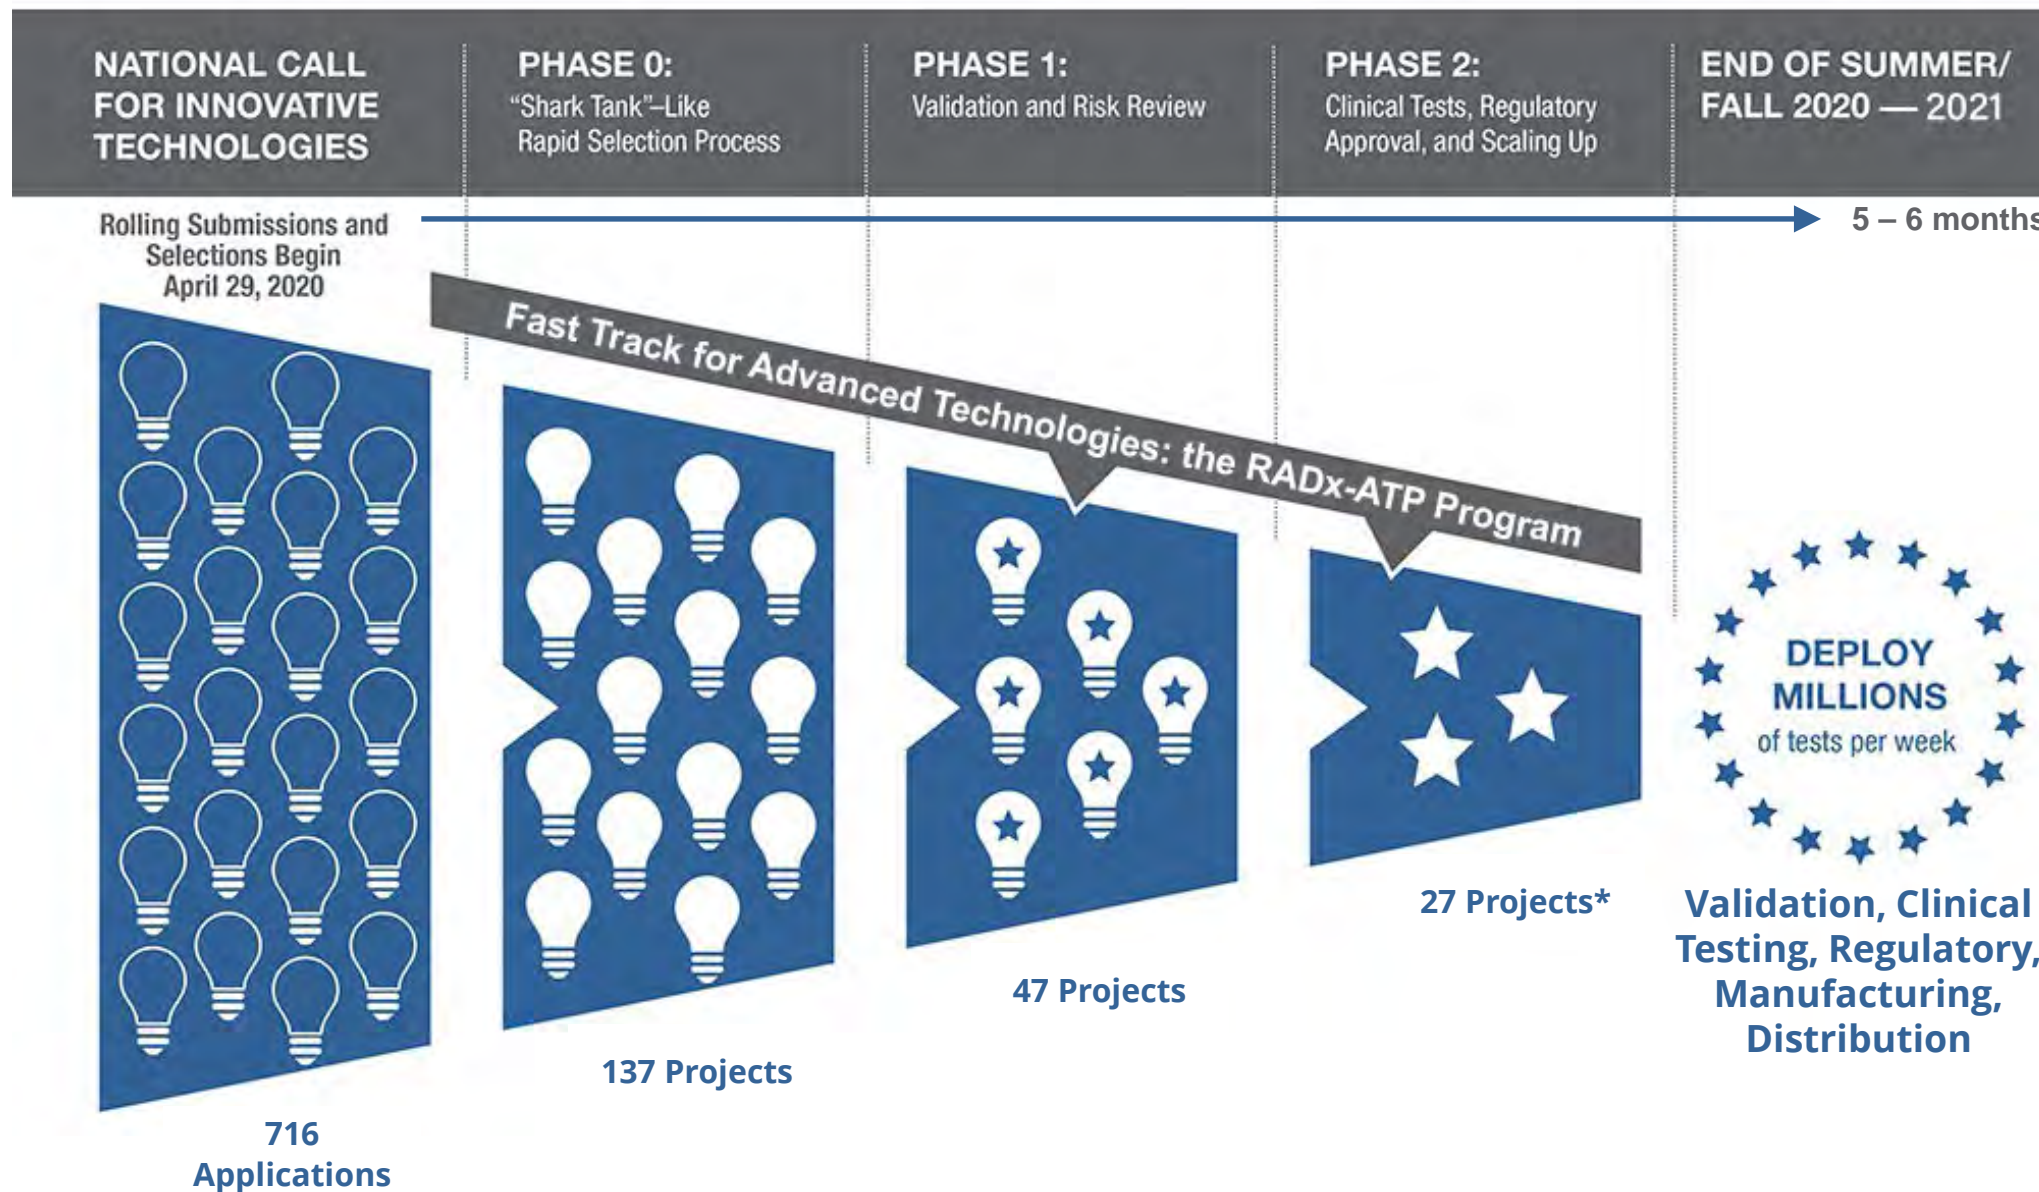 NATIONAL CALL
FOR INNOVATIVE
TECHNOLOGIES
PHASE 0:
“Shark Tank”–Like
Rapid Selection Process
PHASE 1:
Validation and Risk Review
PHASE 2:
Clinical Tests, Regulatory
Approval, and Scaling Up
END OF SUMMER/
FALL 2020 — 2021
Rolling Submissions and
Selections Begin
April 29, 2020
5 – 6 months
Fast Track for Advanced Technologies: the RADx-ATP Program
DEPLOY
MILLIONS
of tests per week
716
Applications
137 Projects
47 Projects
27 Projects*
Validation, Clinical
Testing, Regulatory,
Manufacturing,
Distribution